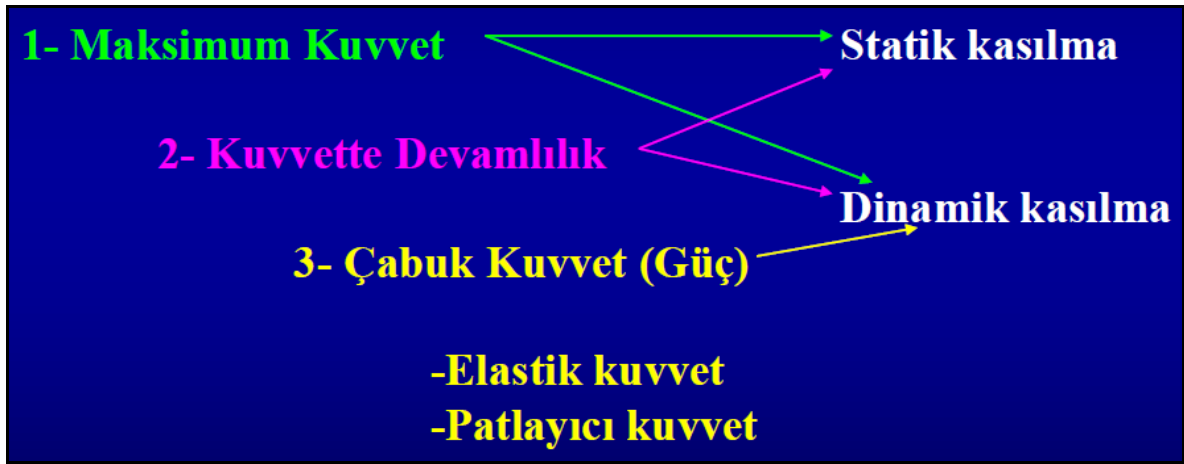 1- Maksimum Kuvvet
Statik kasılma
2- Kuvvette Devamlılık
Dinamik kasılma
3- Çabuk Kuvvet (Güç)
-Elastik kuvvet
-Patlayıcı kuvvet